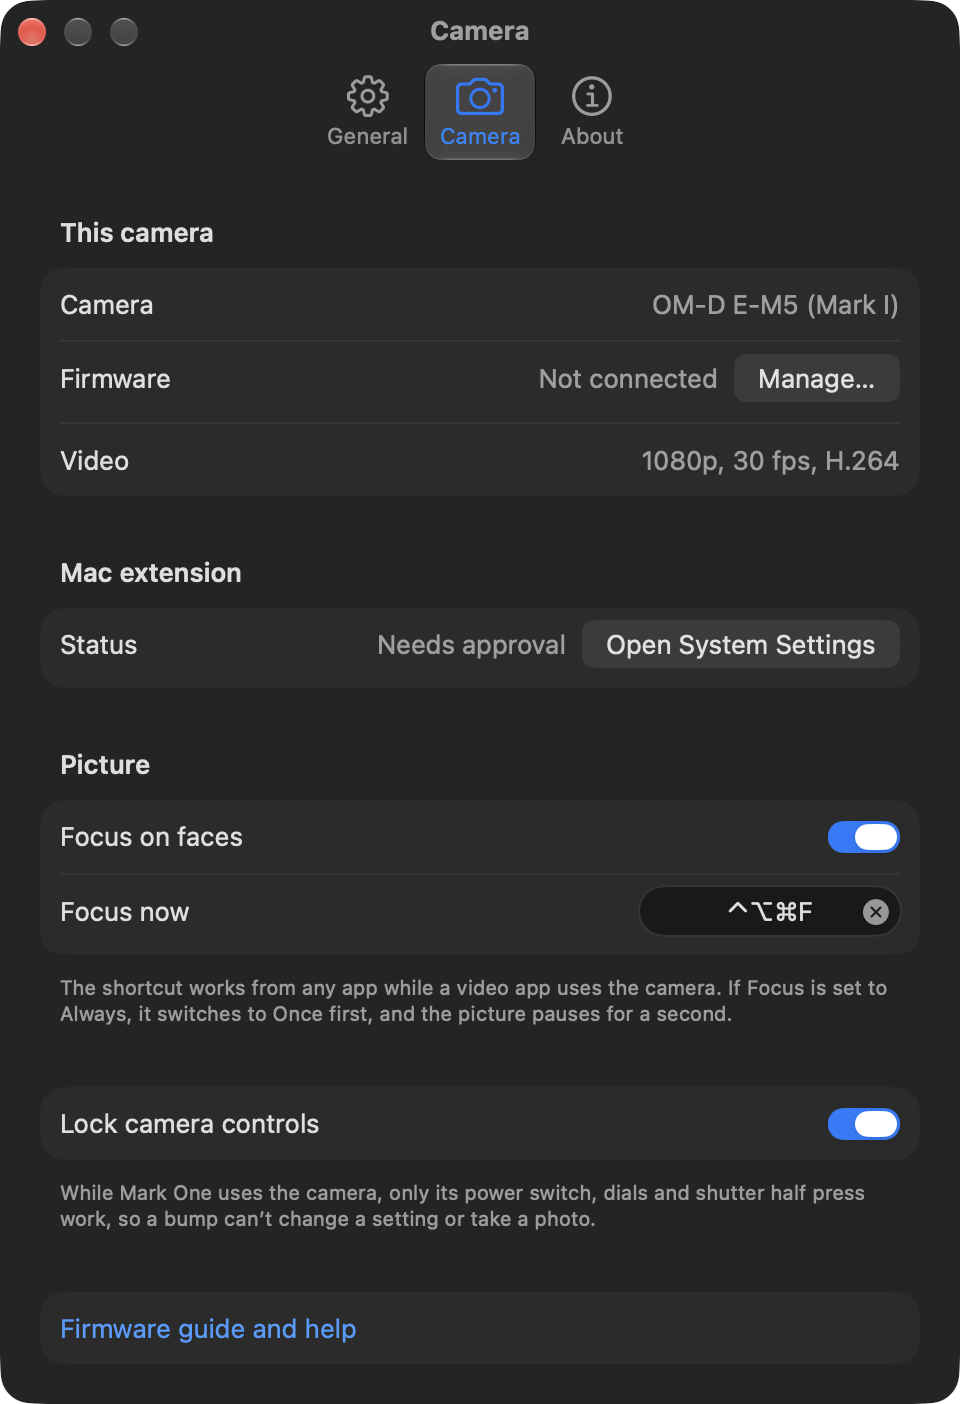 Camera
General
Camera
About
This camera
Camera
OM-D E-M5 (Mark I)
Firmware
Not connected
Manage...
Video
1080p, 30 fps, H.264
Mac extension
Status
Needs approval
Open System Settings
Picture
Focus on faces
Focus now
^⌥⌘F
The shortcut works from any app while a video app uses the camera. If Focus is set to
Always, it switches to Once first, and the picture pauses for a second.
Lock camera controls
While Mark One uses the camera, only its power switch, dials and shutter half press
work, so a bump can’t change a setting or take a photo.
Firmware guide and help